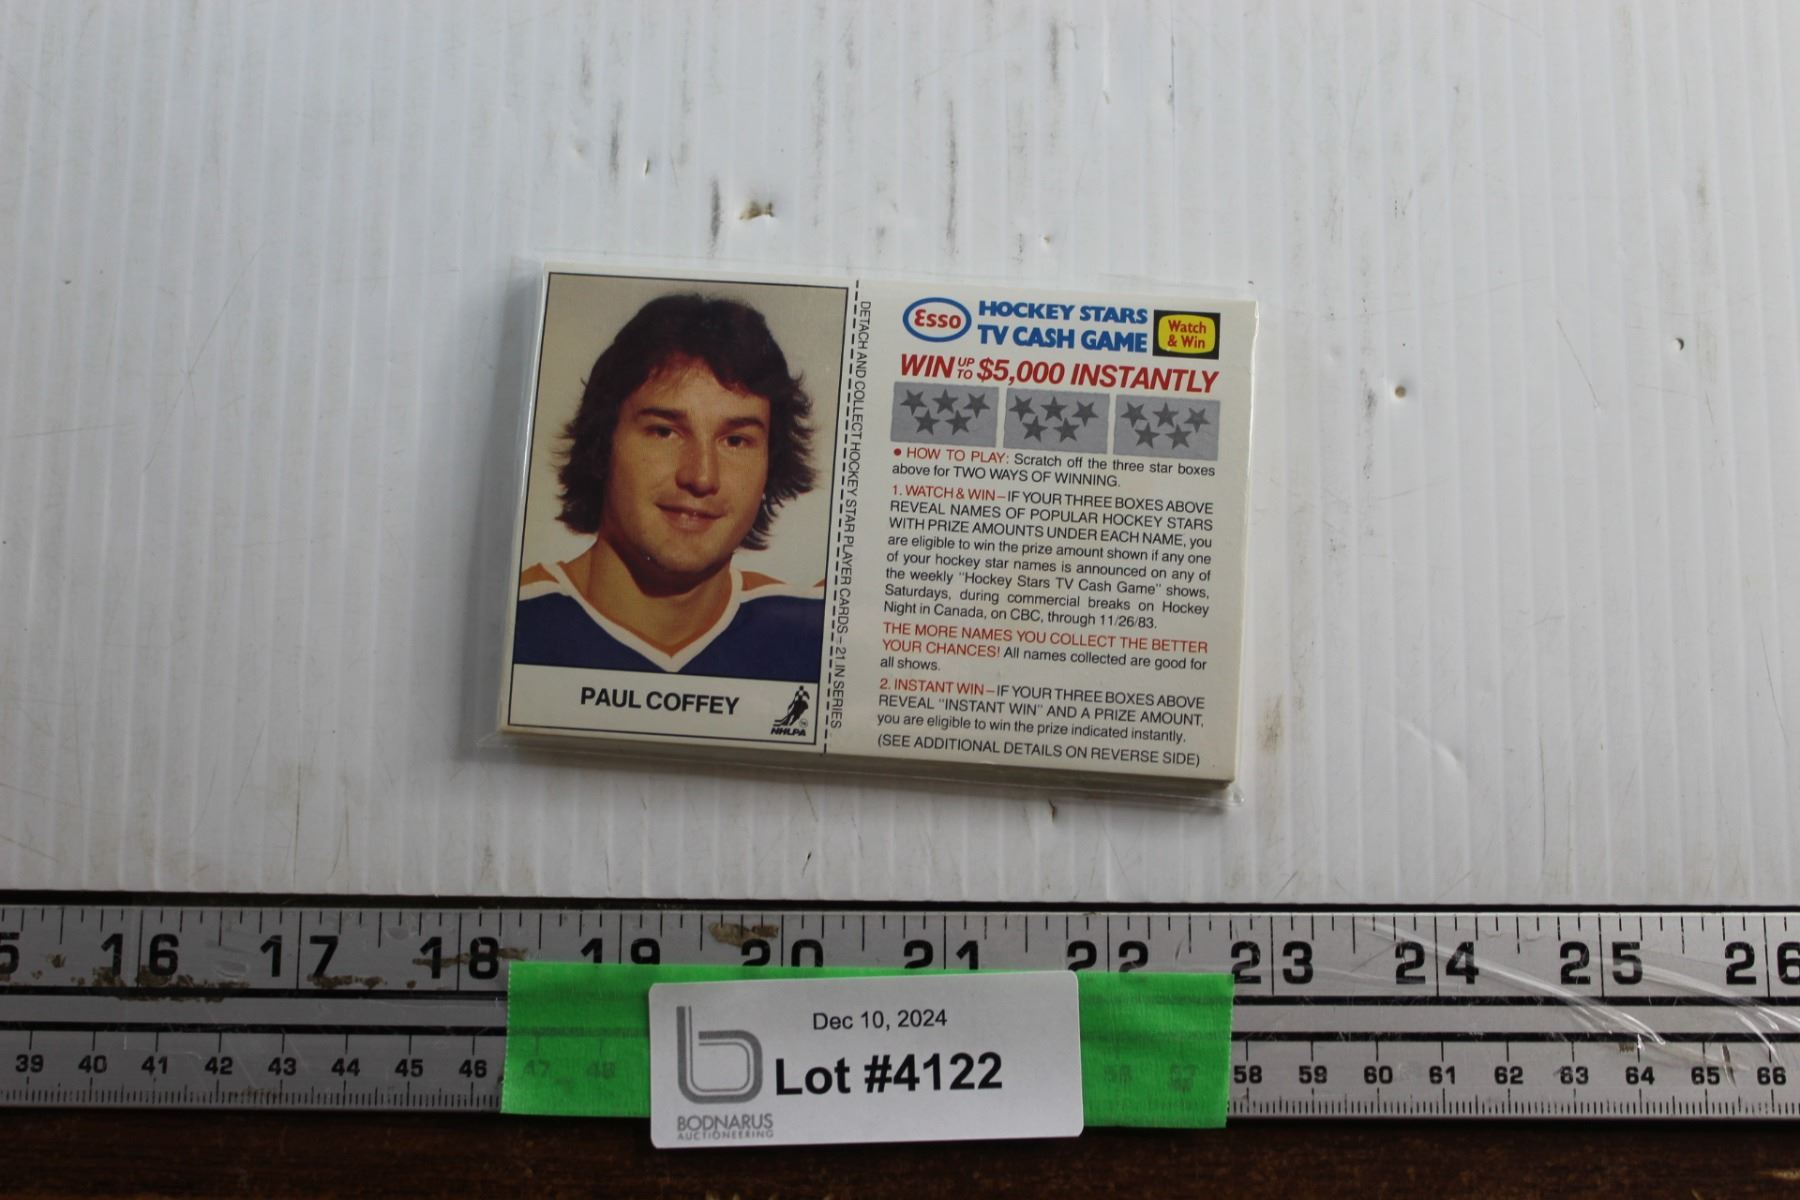 PAUL COFFEY
NHLPA
DETACH AND COLLECT HOCKEY STAR PLAYER CARDS – 21 IN SERIES
Esso
HOCKEY STARS
TV CASH GAME
Watch
& Win
WIN UP TO $5,000 INSTANTLY
• HOW TO PLAY: Scratch off the three star boxes
above for TWO WAYS OF WINNING.
1. WATCH & WIN – IF YOUR THREE BOXES ABOVE
REVEAL NAMES OF POPULAR HOCKEY STARS
WITH PRIZE AMOUNTS UNDER EACH NAME, you
are eligible to win the prize amount shown if any one
of your hockey star names is announced on any of
the weekly "Hockey Stars TV Cash Game" shows,
Saturdays, during commercial breaks on Hockey
Night in Canada, on CBC, through 11/26/83.
THE MORE NAMES YOU COLLECT THE BETTER
YOUR CHANCES! All names collected are good for
all shows.
2. INSTANT WIN – IF YOUR THREE BOXES ABOVE
REVEAL "INSTANT WIN" AND A PRIZE AMOUNT,
you are eligible to win the prize indicated instantly.
(SEE ADDITIONAL DETAILS ON REVERSE SIDE)
5 16 17 18 19 20 21 22 23 24 25 26
39 40 41 42 43 44 45 46 47 48 56 57 58 59 60 61 62 63 64 65 66
Dec 10, 2024
Lot #4122
b
BODNARUS
AUCTIONEERING